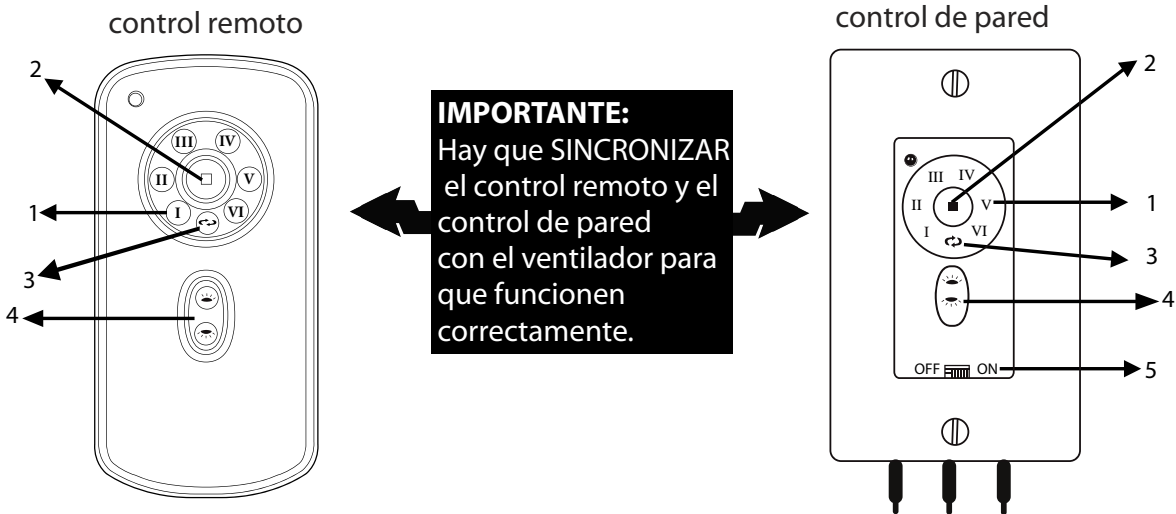 control remoto
2
III IV
II V
1
I VI
3
4
IMPORTANTE:
Hay que SINCRONIZAR
el control remoto y el
control de pared
con el ventilador para
que funcionen
correctamente.
control de pared
2
III IV
II V
1
I VI
3
4
OFF ON
5